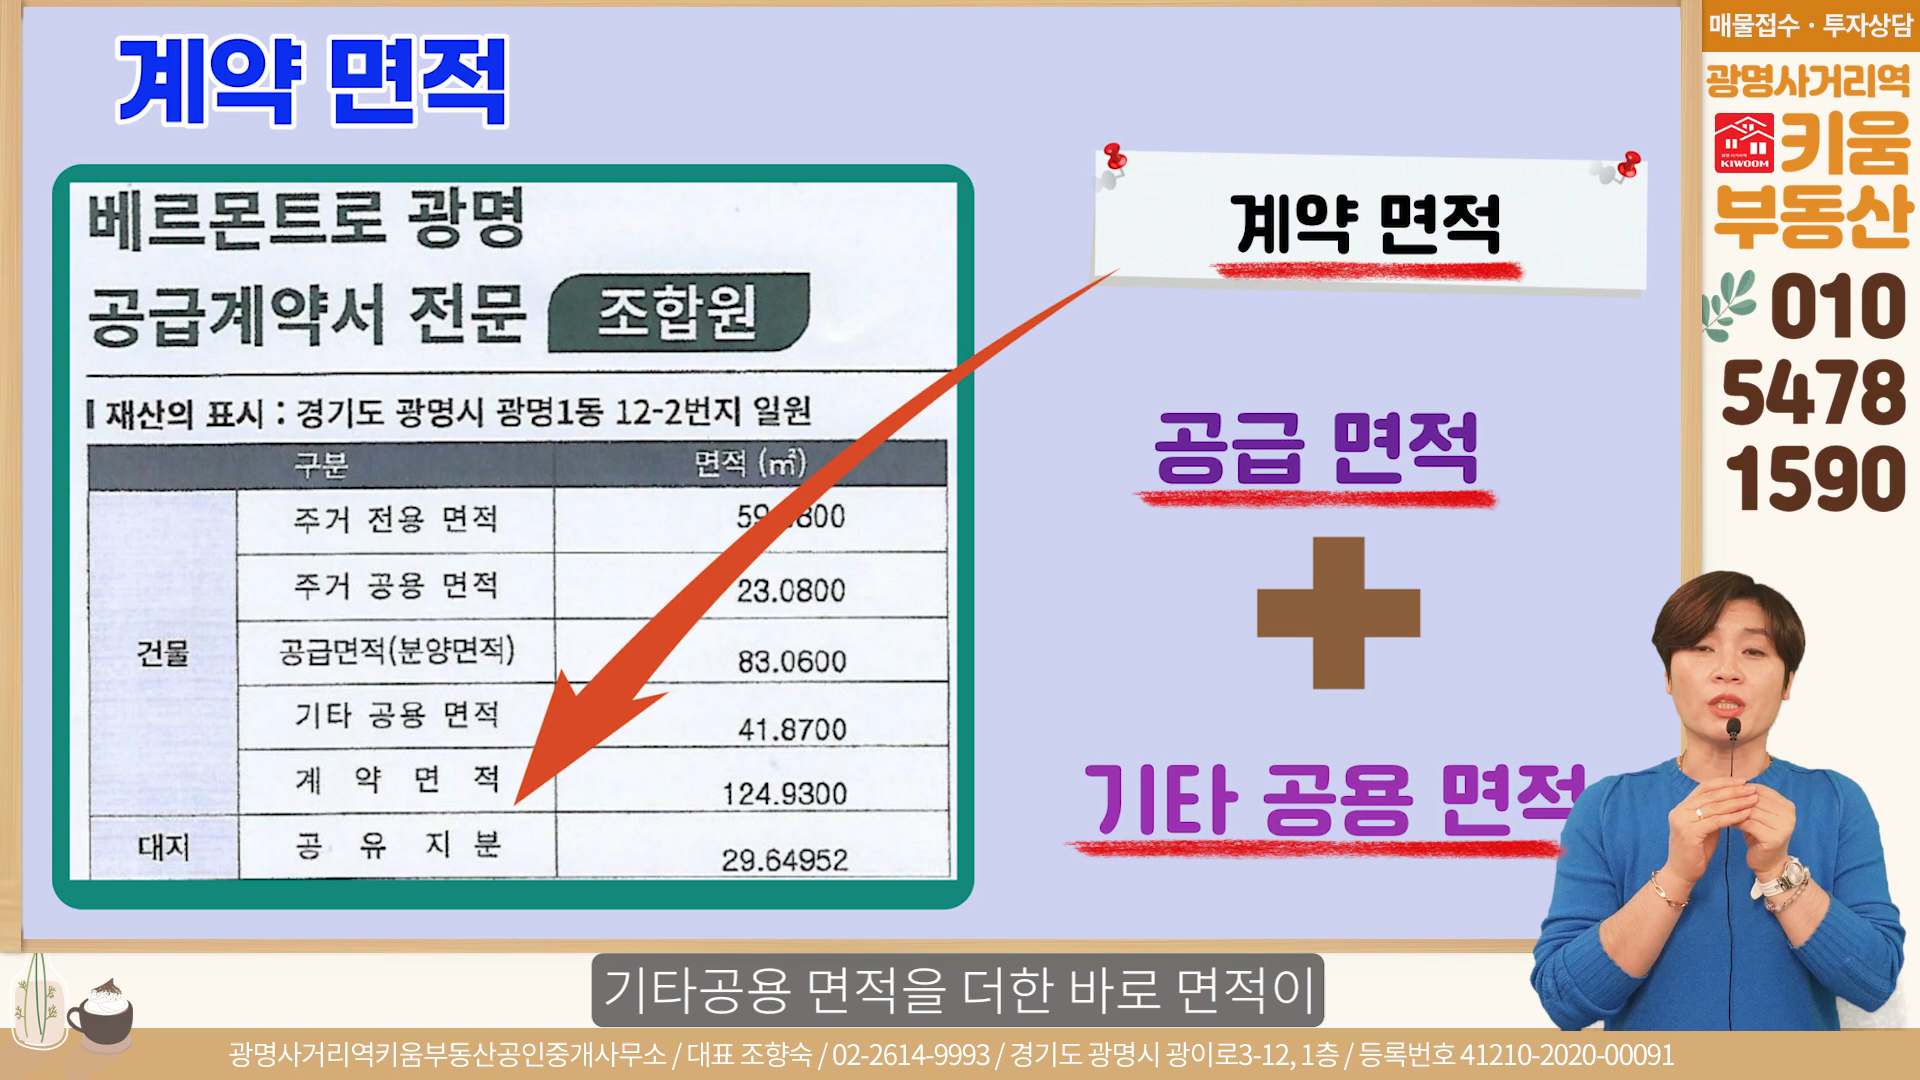 계약 면적
베르몬트로 광명
공급계약서 전문 조합원
재산의 표시 : 경기도 광명시 광명1동 12-2번지 일원
구분 면적 (㎡)
건물
주거 전용 면적
주거 공용 면적 23.0800
공급면적(분양면적) 83.0600
기타 공용 면적 41.8700
계 약 면 적 124.9300
대지 공 유 지 분 29.64952
계약 면적
공급 면적
기타 공용 면적
매물접수 · 투자상담
광명사거리역
KIWOOM 키움
부동산
010
5478
1590
기타공용 면적을 더한 바로 면적이
광명사거리역키움부동산공인중개사무소 / 대표 조향숙 / 02-2614-9993 / 경기도 광명시 광이로3-12, 1층 / 등록번호 41210-2020-00091